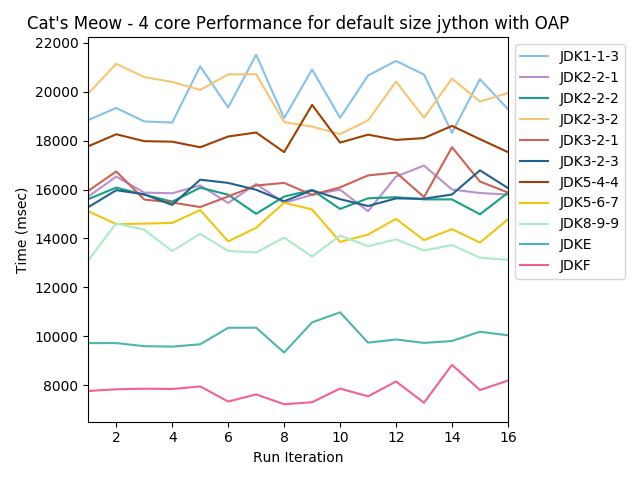 Cat's Meow - 4 core Performance for default size jython with OAP
Time (msec)
22000
20000
18000
16000
14000
12000
10000
8000
2
4
6
8
10
12
14
16
Run Iteration
JDK1-1-3
JDK2-2-1
JDK2-2-2
JDK2-3-2
JDK3-2-1
JDK3-2-3
JDK5-4-4
JDK5-6-7
JDK8-9-9
JDKE
JDKF